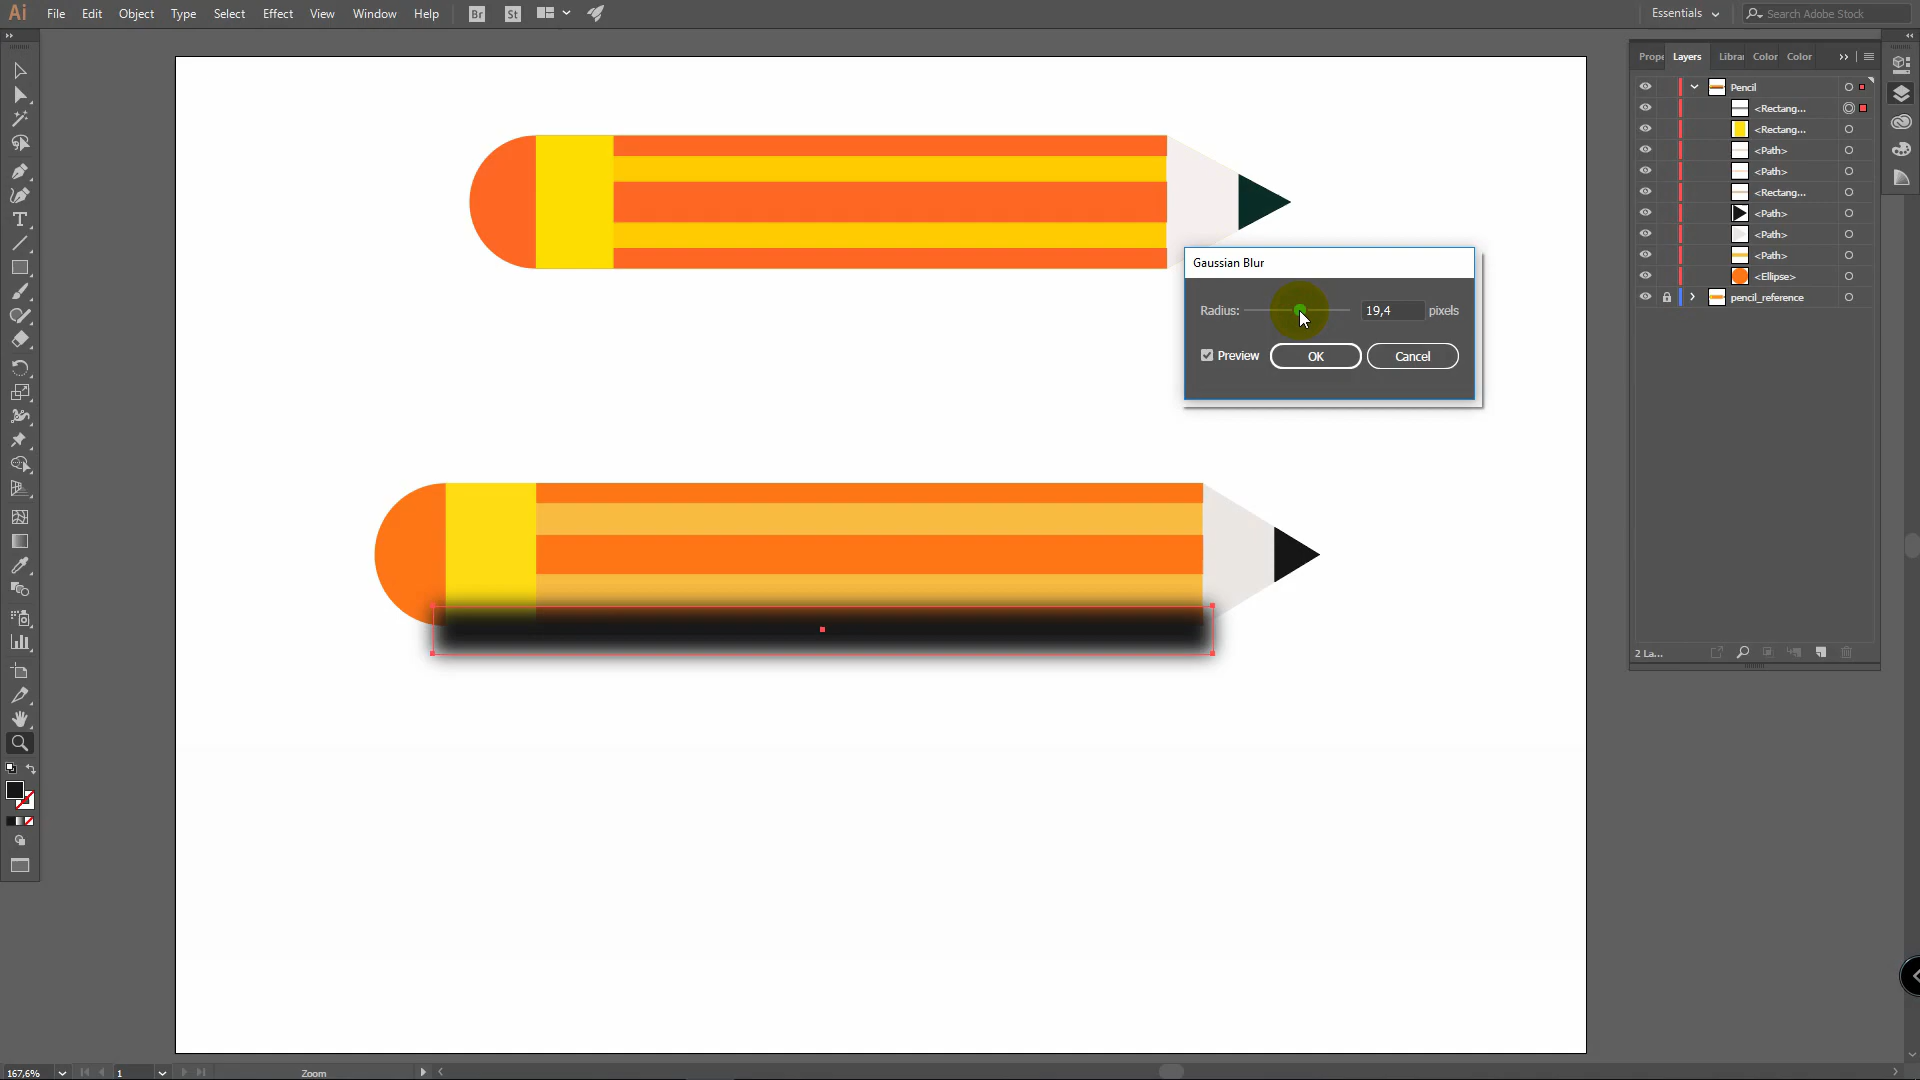 Ai File Edit Object Type Select Effect View Window Help Br St Essentials Search Adobe Stock
Prope Layers Librar Color Color
Pencil
<Rectang...
<Rectang...
<Path>
<Path>
<Rectang...
<Path>
<Path>
<Path>
<Ellipse>
pencil_reference
Gaussian Blur
Radius: 19,4 pixels
Preview OK Cancel
T
2 La...
167,6% 1 Zoom